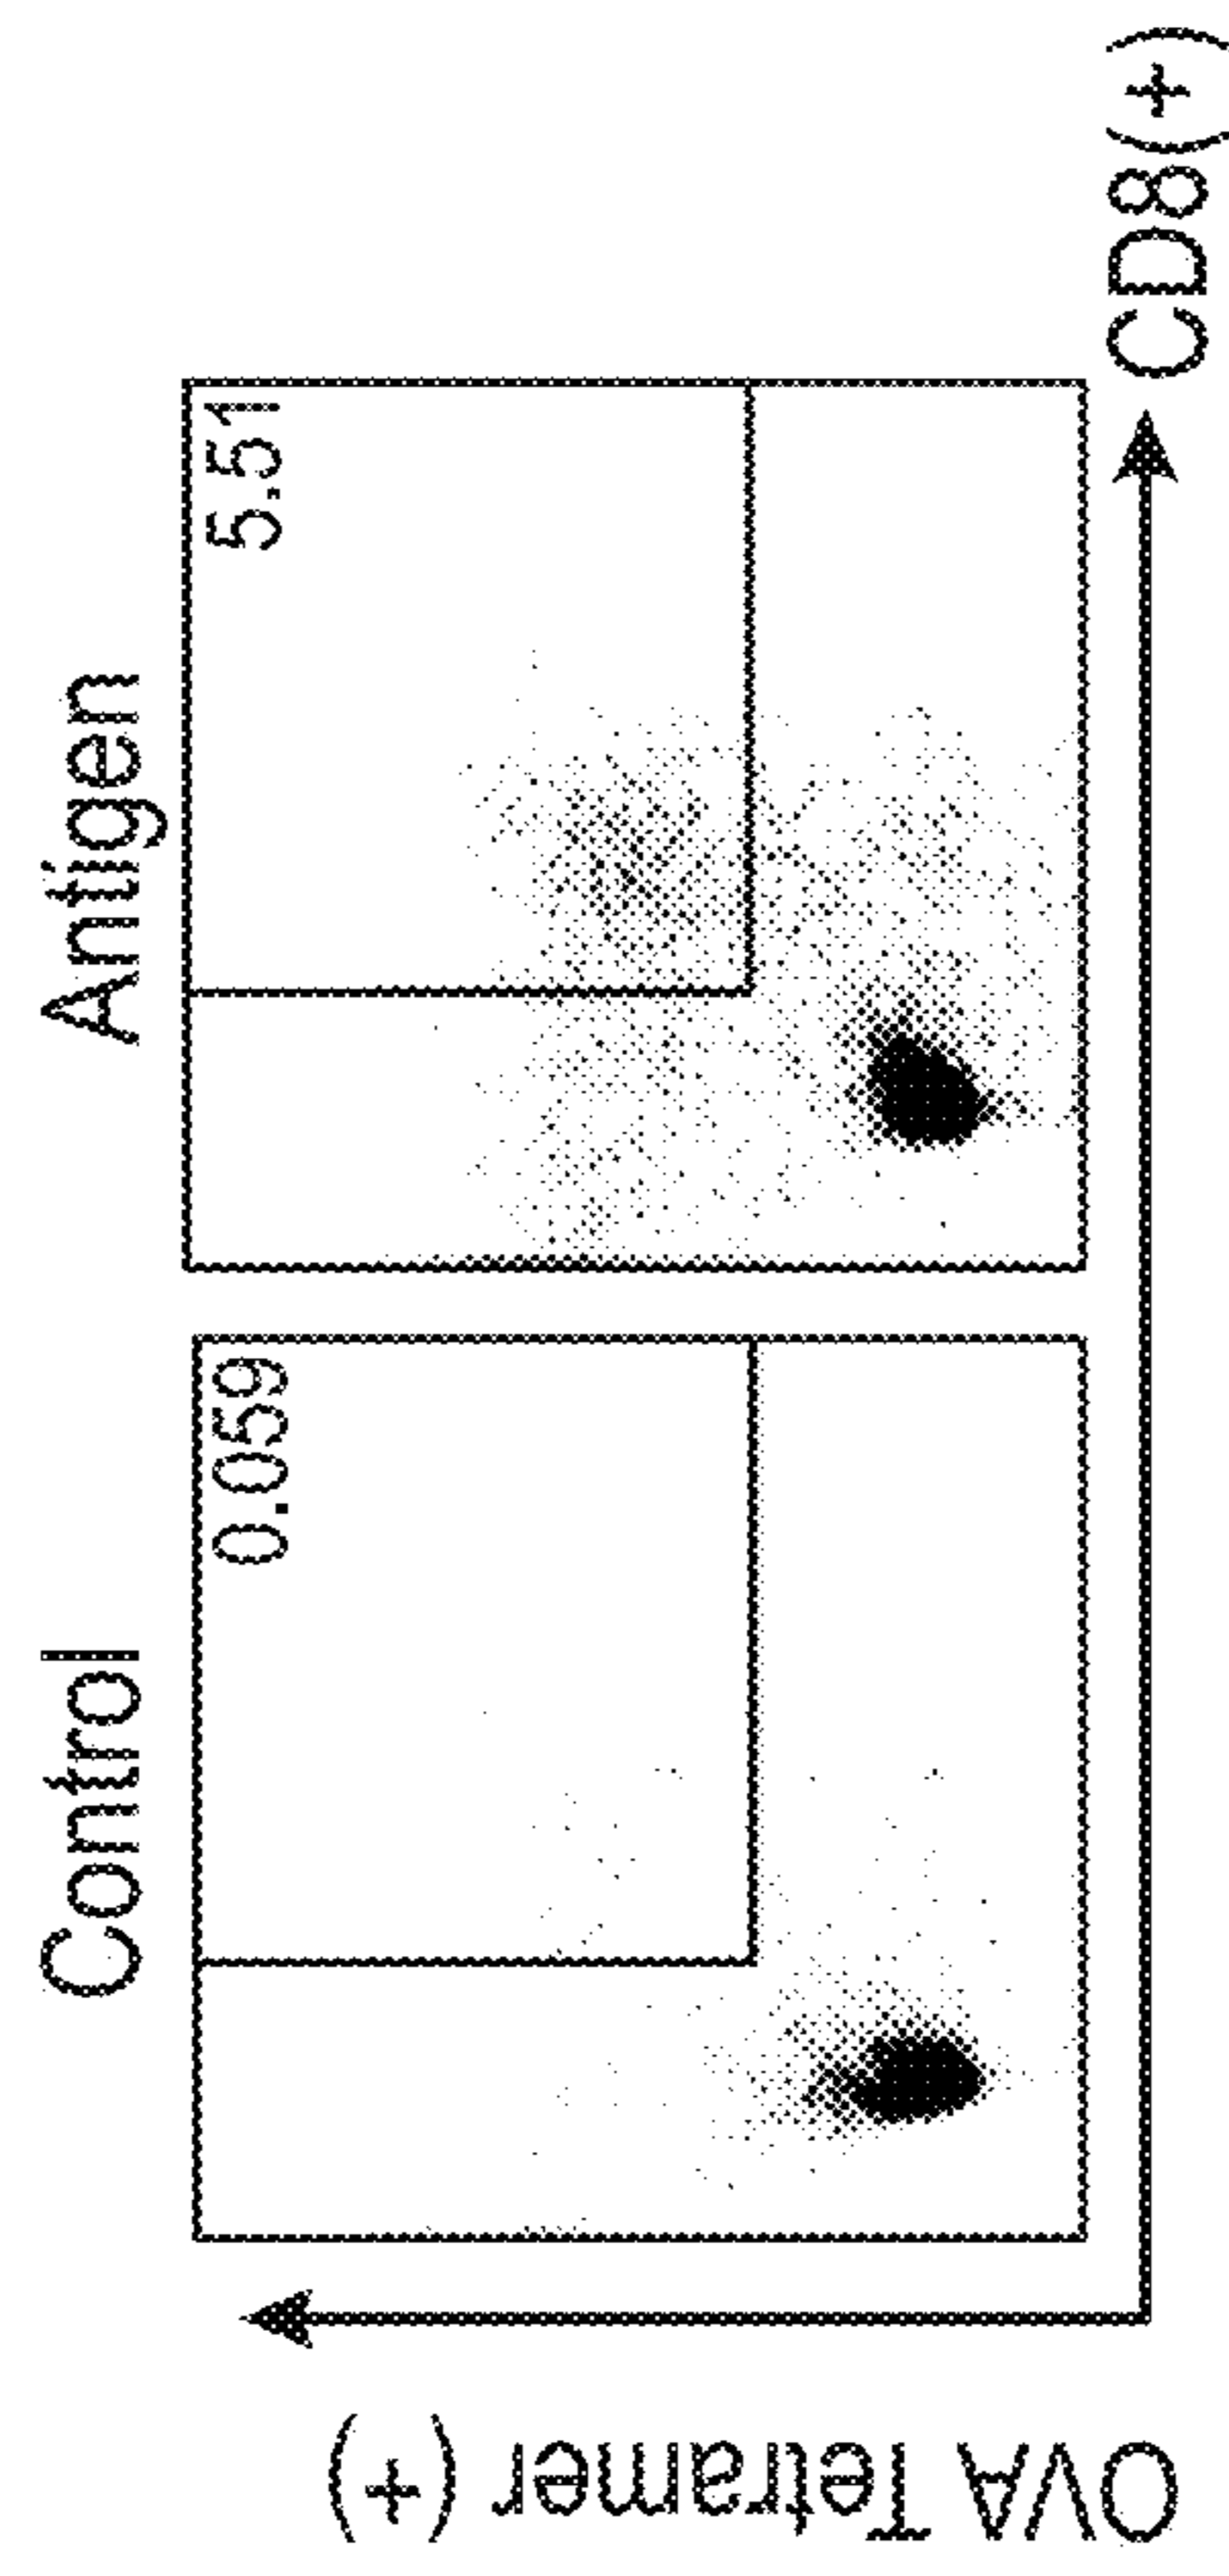 Control
Antigen
0.059
5.51
OVA Tetramer (+)
CD8(+)